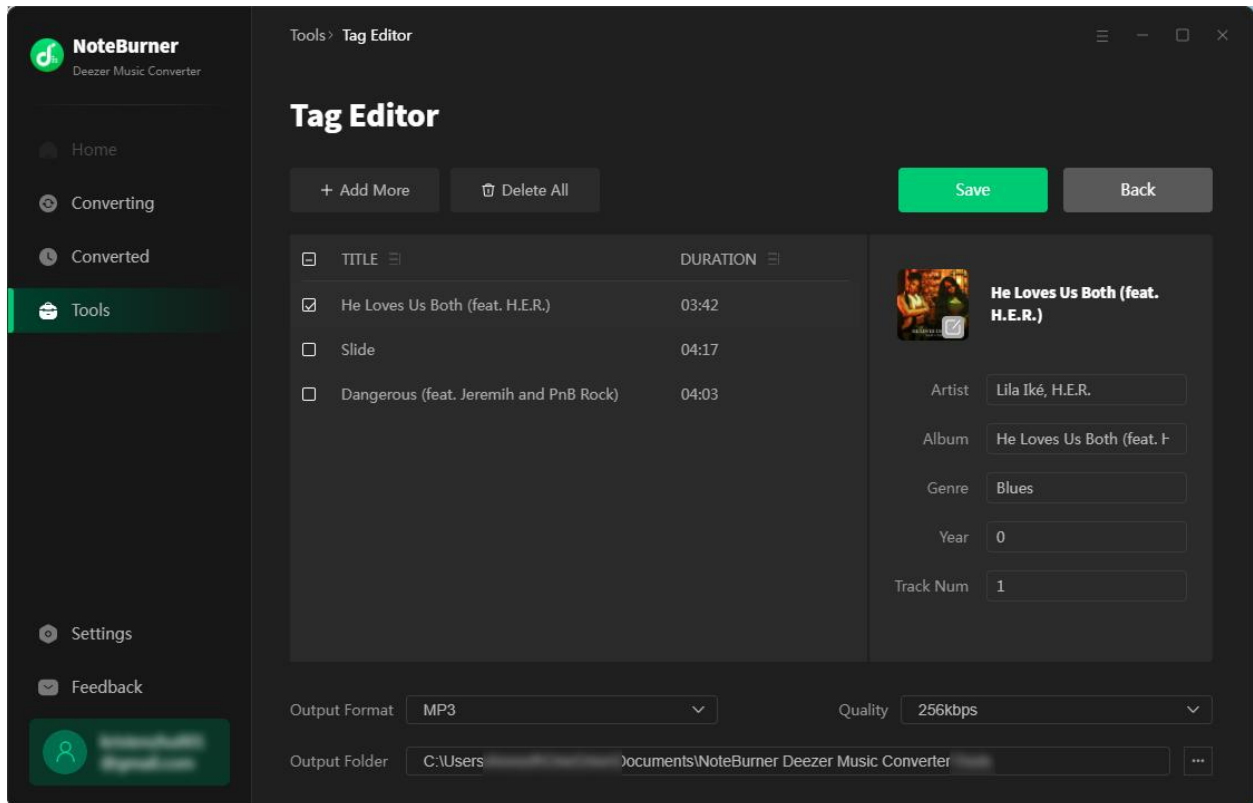 NoteBurner
Deezer Music Converter
Home
Converting
Converted
Tools
Settings
Feedback
Tools> Tag Editor
Tag Editor
+ Add More
Delete All
Save
Back
TITLE DURATION
He Loves Us Both (feat. H.E.R.) 03:42
Slide 04:17
Dangerous (feat. Jeremih and PnB Rock) 04:03
He Loves Us Both (feat.
H.E.R.)
Artist Lila Iké, H.E.R.
Album He Loves Us Both (feat. H
Genre Blues
Year 0
Track Num 1
Output Format MP3
Quality 256kbps
Output Folder C:\Users Documents\NoteBurner Deezer Music Converter
...